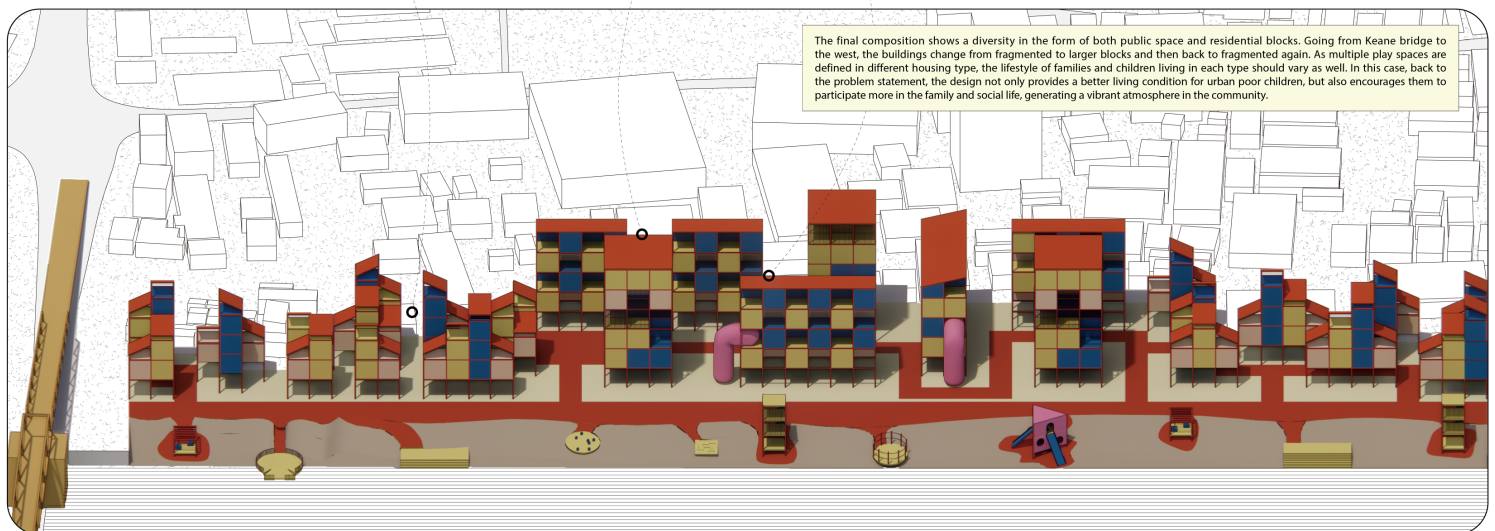 The final composition shows a diversity in the form of both public space and residential blocks. Going from Keane bridge to
the west, the buildings change from fragmented to larger blocks and then back to fragmented again. As multiple play spaces are
defined in different housing type, the lifestyle of families and children living in each type should vary as well. In this case, back to
the problem statement, the design not only provides a better living condition for urban poor children, but also encourages them to
participate more in the family and social life, generating a vibrant atmosphere in the community.